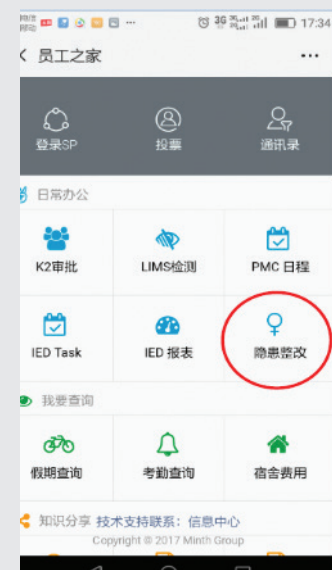 3G 17:34
员工之家
登录SP 投票 通讯录
日常办公
K2审批 LIMS检测 PMC 日程
IED Task IED 报表 隐患整改
我要查询
假期查询 考勤查询 宿舍费用
知识分享 技术支持联系：信息中心
Copyright © 2017 Minth Group